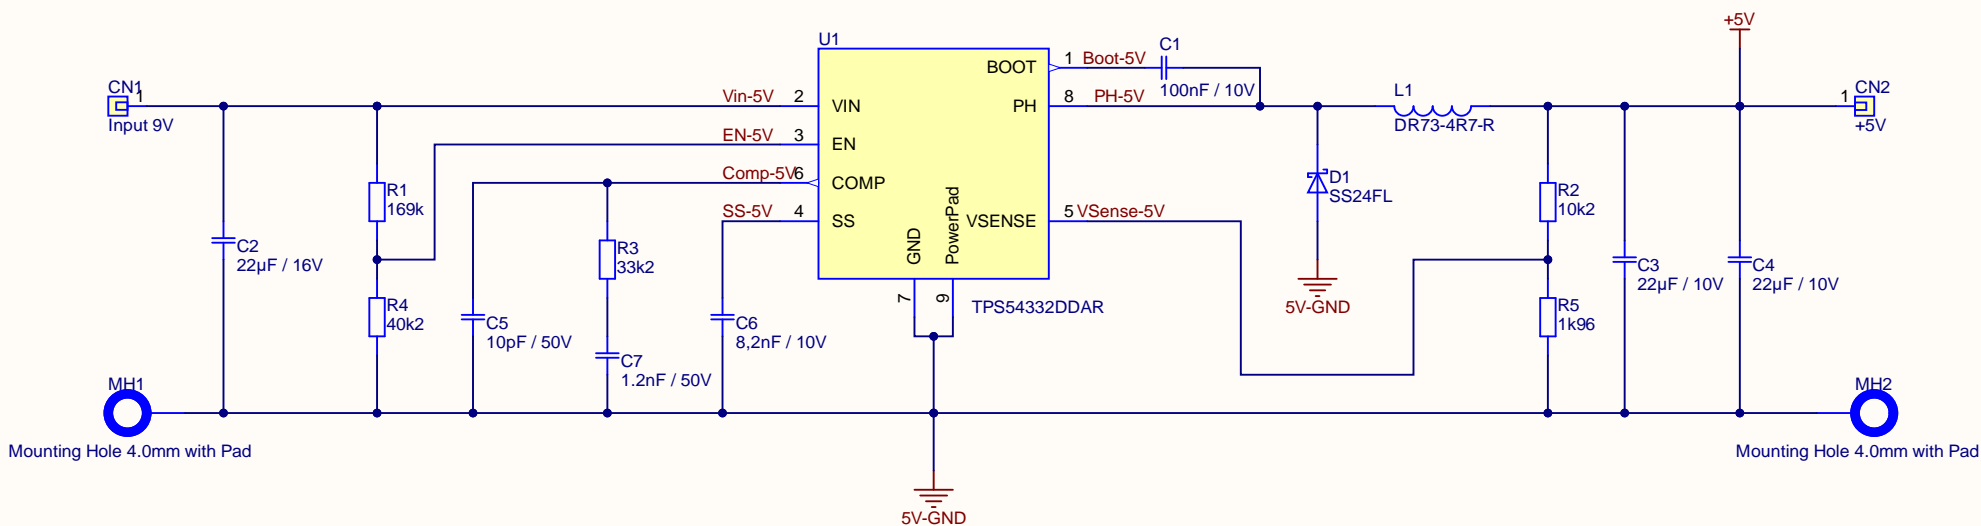 +5V
U1
C1
1
Boot-5V
BOOT
100nF / 10V
CN1
1
Input 9V
Vin-5V
2
VIN
PH
8
PH-5V
L1
DR73-4R7-R
1
CN2
+5V
EN-5V
3
EN
Comp-5V
6
COMP
R1
169k
D1
SS24FL
R2
10k2
SS-5V
4
SS
GND
PowerPad
VSENSE
5
VSense-5V
C2
22µF / 16V
R3
33k2
C3
22µF / 10V
C4
22µF / 10V
7
9
TPS54332DDAR
5V-GND
R4
40k2
C5
10pF / 50V
C6
8,2nF / 10V
R5
1k96
C7
1.2nF / 50V
MH1
Mounting Hole 4.0mm with Pad
MH2
Mounting Hole 4.0mm with Pad
5V-GND